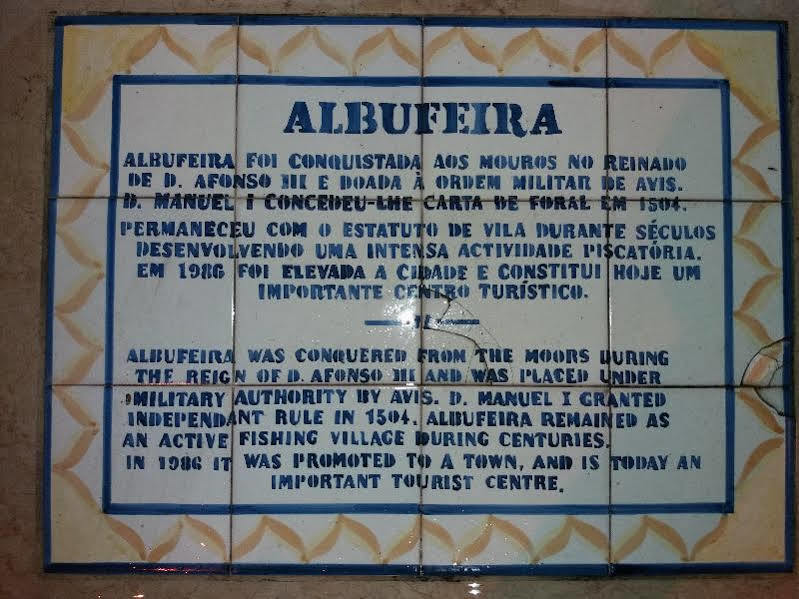 ALBUFEIRA
ALBUFEIRA FOI CONQUISTADA AOS MOUROS NO REINADO
DE D. AFONSO III E DOADA À ORDEM MILITAR DE AVIS.
D. MANUEL I CONCEDEU-LHE CARTA DE FORAL EM 1504.
PERMANECEU COM O ESTATUTO DE VILA DURANTE SÉCULOS
DESENVOLVENDO UMA INTENSA ACTIVIDADE PISCATÓRIA.
EM 1986 FOI ELEVADA A CIDADE E CONSTITUI HOJE UM
IMPORTANTE CENTRO TURÍSTICO.
ALBUFEIRA WAS CONQUERED FROM THE MOORS DURING
THE REIGN OF D. AFONSO III AND WAS PLACED UNDER
MILITARY AUTHORITY BY AVIS. D. MANUEL I GRANTED
INDEPENDANT RULE IN 1504. ALBUFEIRA REMAINED AS
AN ACTIVE FISHING VILLAGE DURING CENTURIES.
IN 1986 IT WAS PROMOTED TO A TOWN, AND IS TODAY AN
IMPORTANT TOURIST CENTRE.